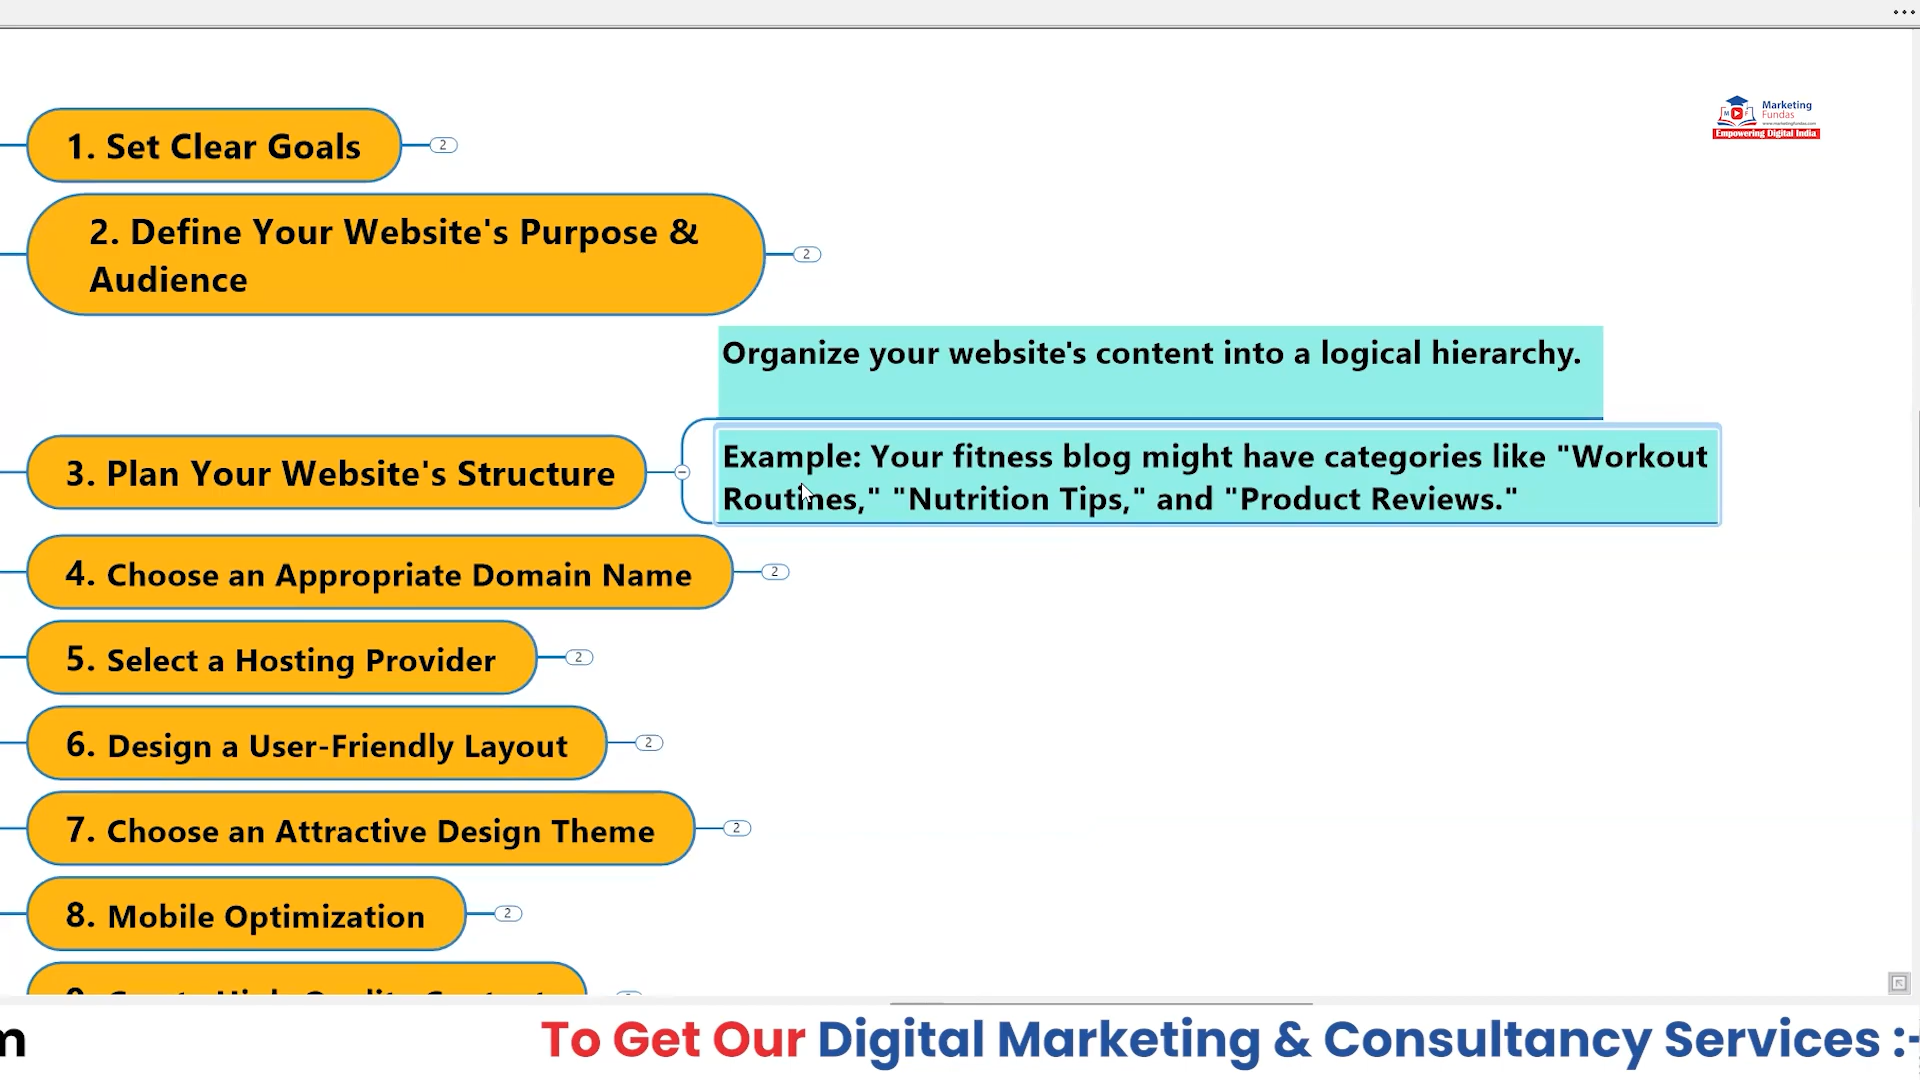 Marketing
Fundas
www.marketingfundas.com
Empowering Digital India
1. Set Clear Goals
2
2. Define Your Website's Purpose &
Audience
2
Organize your website's content into a logical hierarchy.
3. Plan Your Website's Structure
Example: Your fitness blog might have categories like "Workout
Routines," "Nutrition Tips," and "Product Reviews."
4. Choose an Appropriate Domain Name
2
5. Select a Hosting Provider
2
6. Design a User-Friendly Layout
2
7. Choose an Attractive Design Theme
2
8. Mobile Optimization
2
m
To Get Our Digital Marketing & Consultancy Services :-